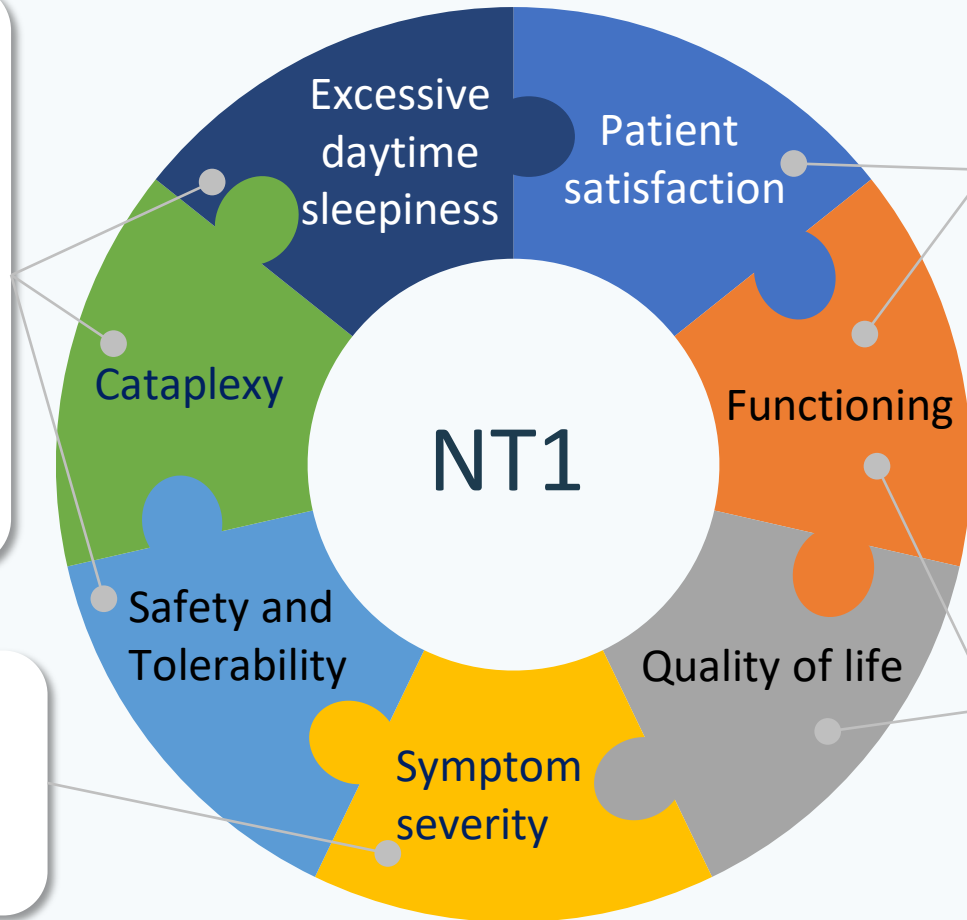 Excessive
daytime
sleepiness
Patient
satisfaction
Cataplexy
Functioning
NT1
Safety and
Tolerability
Quality of life
Symptom
severity